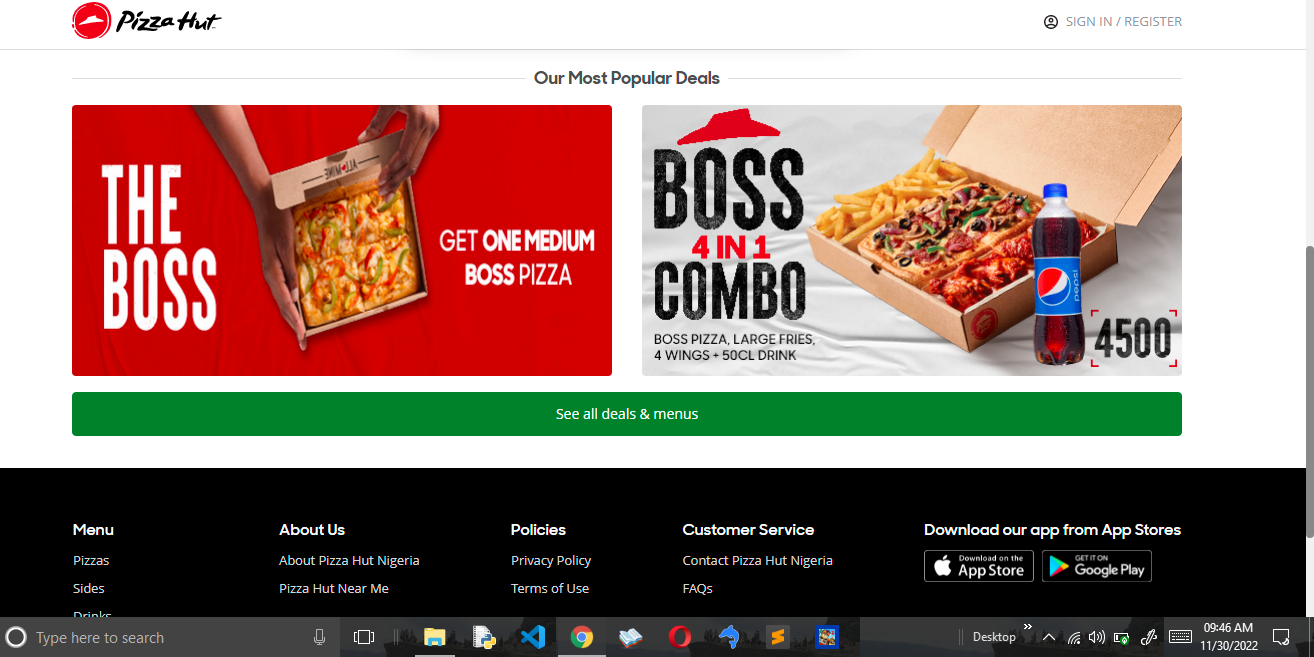 Pizza Hut
SIGN IN / REGISTER
Our Most Popular Deals
THE
BOSS
ALL MINE
GET ONE MEDIUM
BOSS PIZZA
BOSS
4 IN 1
COMBO
BOSS PIZZA, LARGE FRIES,
4 WINGS + 50CL DRINK
pepsi
4500
See all deals & menus
Menu
Pizzas
Sides
Drinks
About Us
About Pizza Hut Nigeria
Pizza Hut Near Me
Policies
Privacy Policy
Terms of Use
Customer Service
Contact Pizza Hut Nigeria
FAQs
Download our app from App Stores
Download on the
App Store
GET IT ON
Google Play
Type here to search
Desktop
09:46 AM
11/30/2022